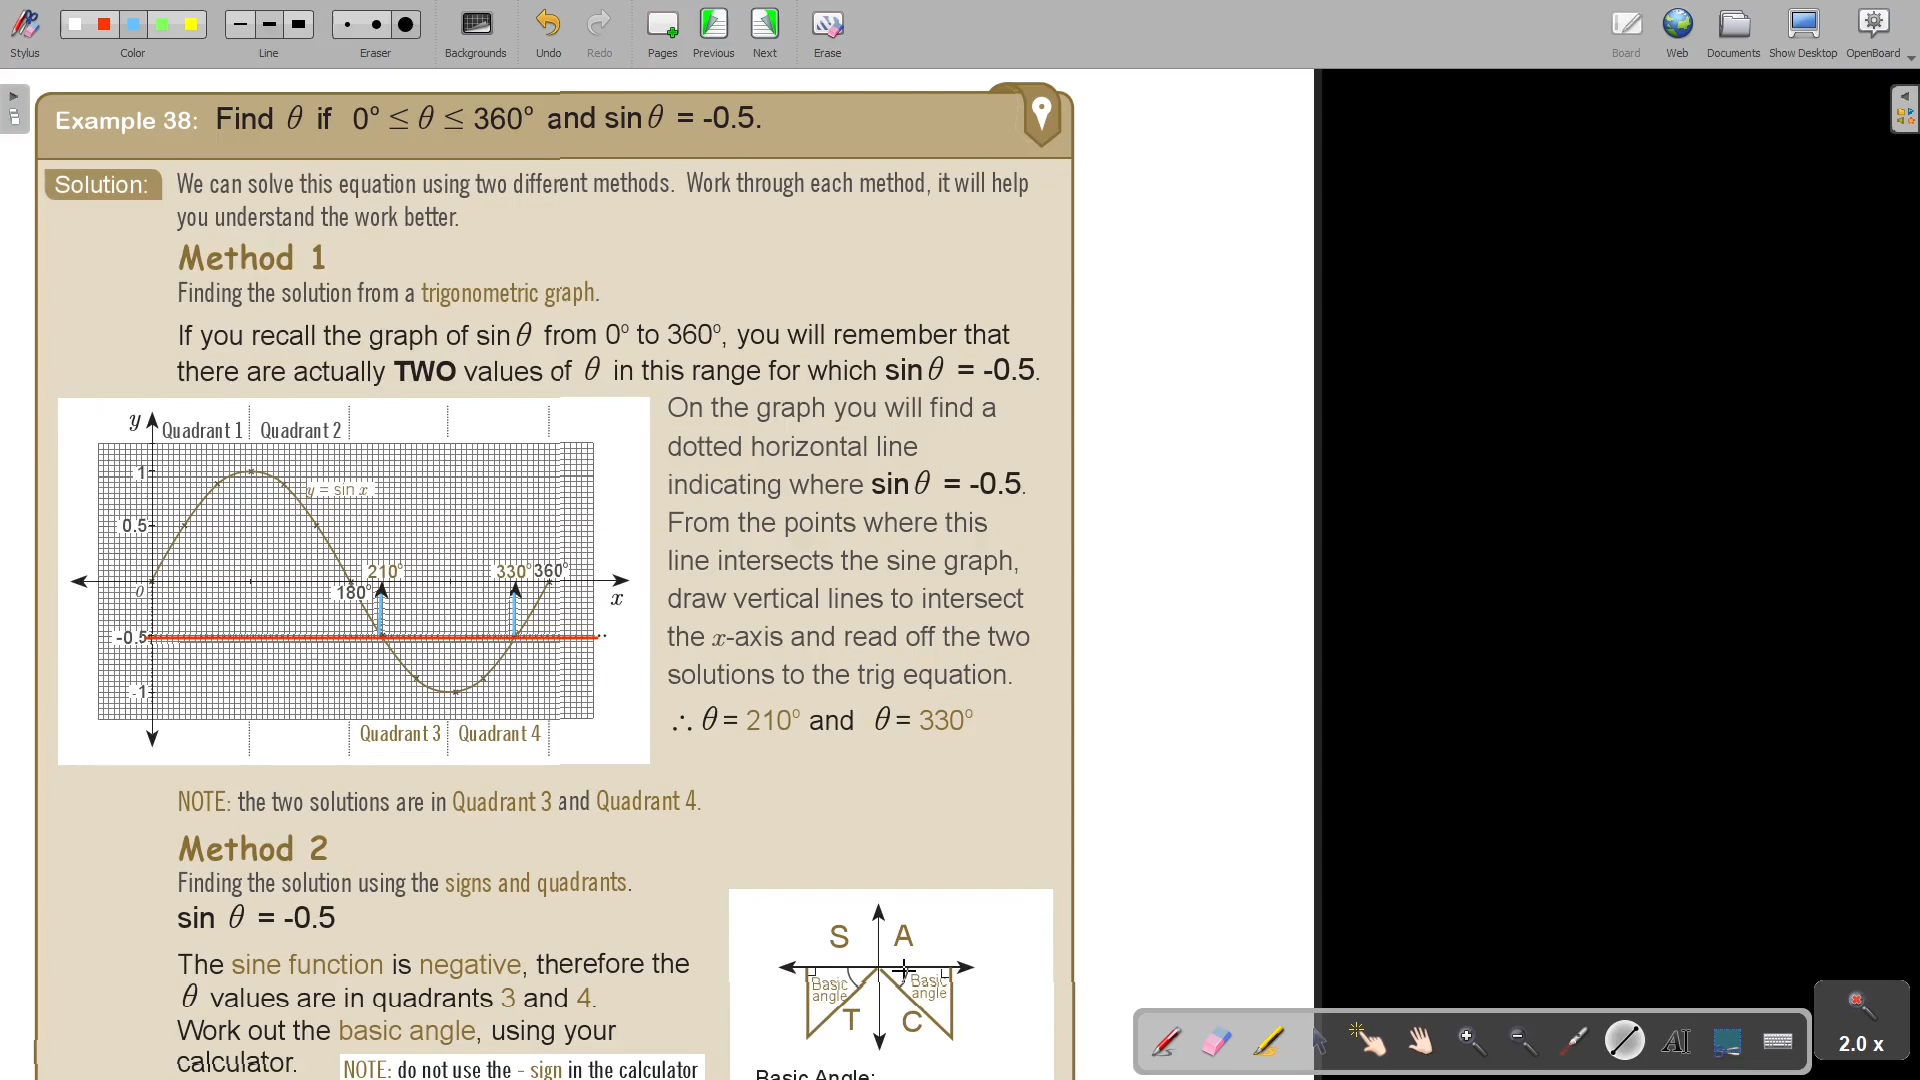 Stylus
Color
Line
Eraser
Backgrounds
Undo
Redo
Pages
Previous
Next
Erase
Board
Web
Documents
Show Desktop
OpenBoard
Example 38: Find θ if 0° ≤ θ ≤ 360° and sin θ = -0.5.
Solution: We can solve this equation using two different methods. Work through each method, it will help
you understand the work better.
Method 1
Finding the solution from a trigonometric graph.
If you recall the graph of sin θ from 0° to 360°, you will remember that
there are actually TWO values of θ in this range for which sin θ = -0.5.
y
Quadrant 1
Quadrant 2
1
y = sin x
0.5
210°
330°
360°
0
180°
x
-0.5
-1
Quadrant 3
Quadrant 4
On the graph you will find a
dotted horizontal line
indicating where sin θ = -0.5.
From the points where this
line intersects the sine graph,
draw vertical lines to intersect
the x-axis and read off the two
solutions to the trig equation.
∴ θ = 210° and θ = 330°
NOTE: the two solutions are in Quadrant 3 and Quadrant 4.
Method 2
Finding the solution using the signs and quadrants.
sin θ = -0.5
The sine function is negative, therefore the
θ values are in quadrants 3 and 4.
Work out the basic angle, using your
calculator.
NOTE: do not use the - sign in the calculator
S
A
Basic
angle
Basic
angle
T
C
Basic Angle:
AI
2.0 x